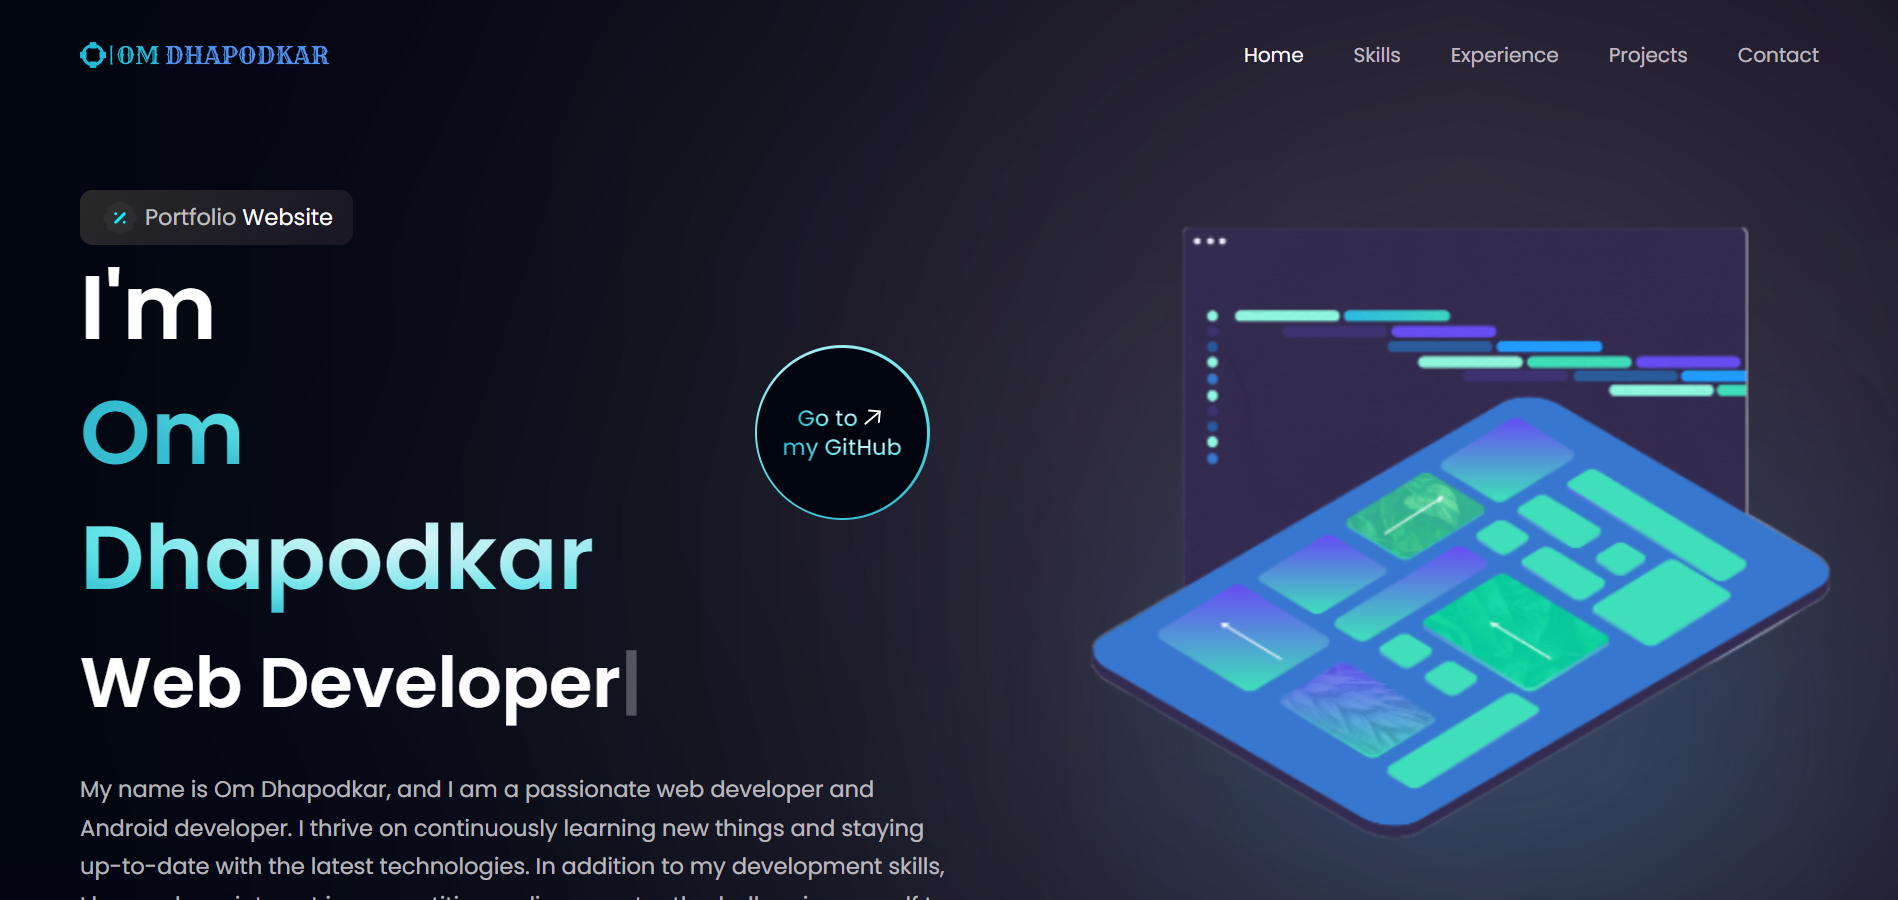 OM DHAPODKAR
Home Skills Experience Projects Contact
Portfolio Website
I'm
Om
Dhapodkar
Web Developer
Go to
my GitHub
My name is Om Dhapodkar, and I am a passionate web developer and
Android developer. I thrive on continuously learning new things and staying
up-to-date with the latest technologies. In addition to my development skills,